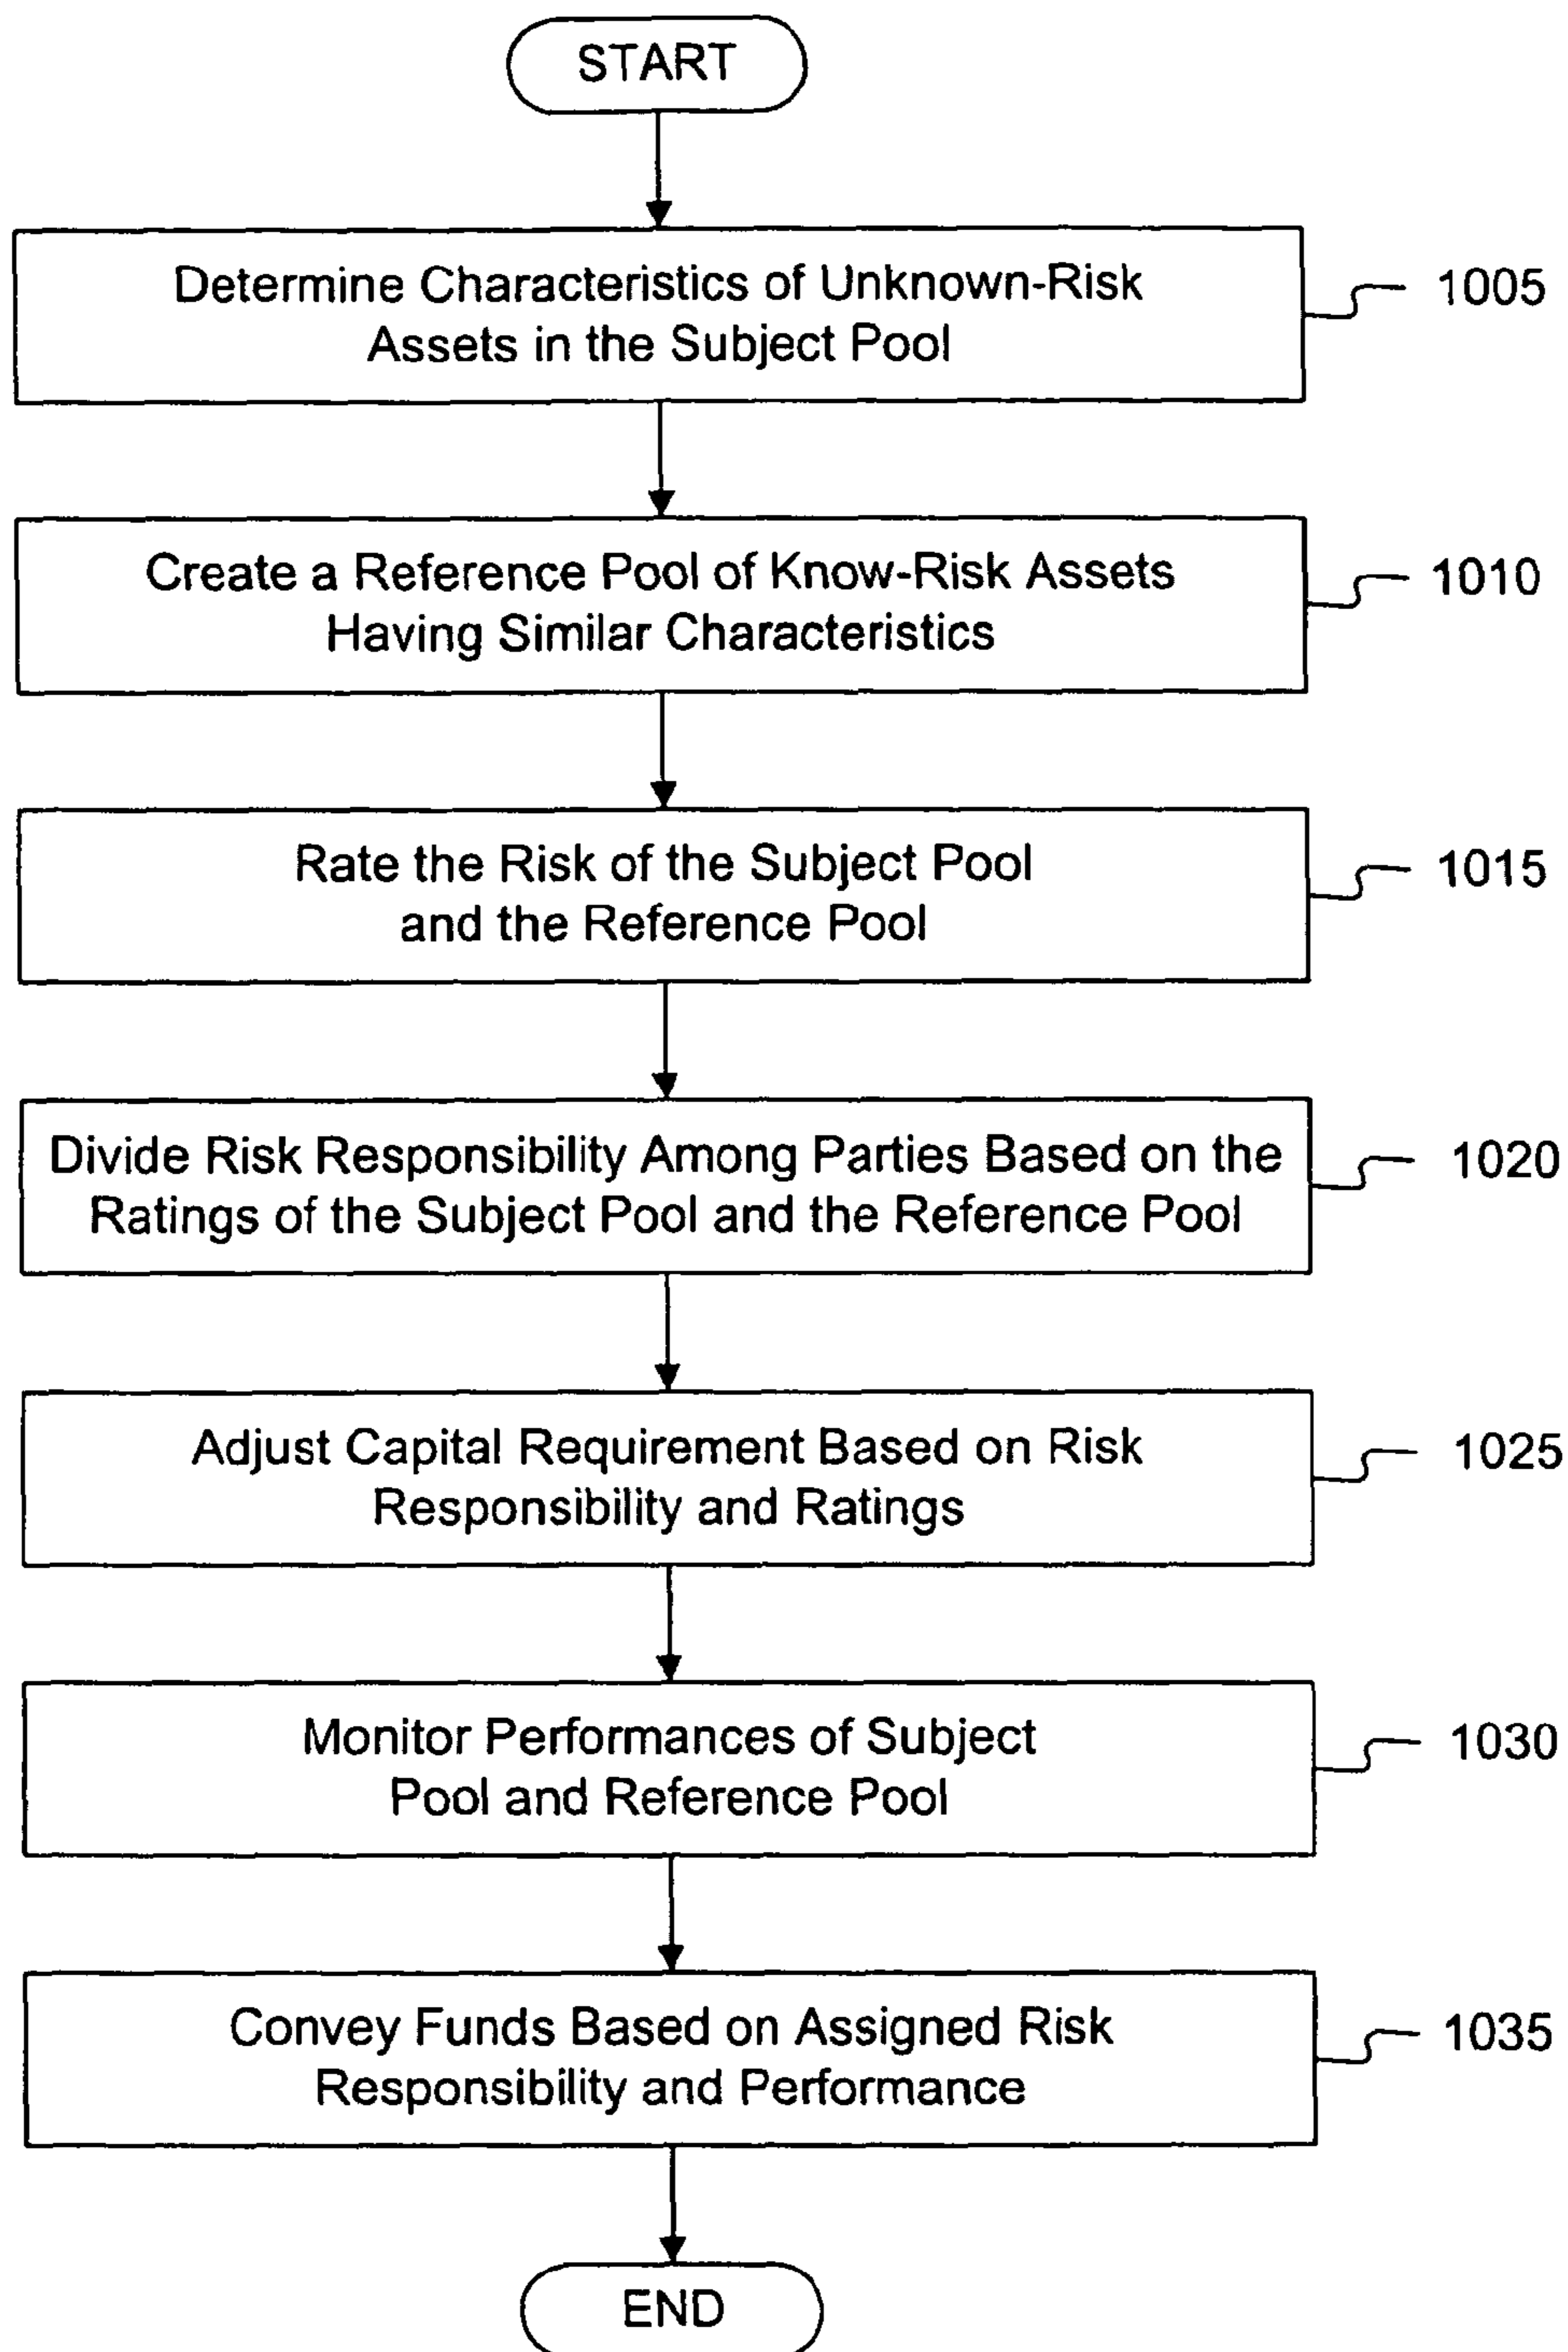 START
Determine Characteristics of Unknown-Risk
Assets in the Subject Pool
1005
Create a Reference Pool of Know-Risk Assets
Having Similar Characteristics
1010
Rate the Risk of the Subject Pool
and the Reference Pool
1015
Divide Risk Responsibility Among Parties Based on the
Ratings of the Subject Pool and the Reference Pool
1020
Adjust Capital Requirement Based on Risk
Responsibility and Ratings
1025
Monitor Performances of Subject
Pool and Reference Pool
1030
Convey Funds Based on Assigned Risk
Responsibility and Performance
1035
END